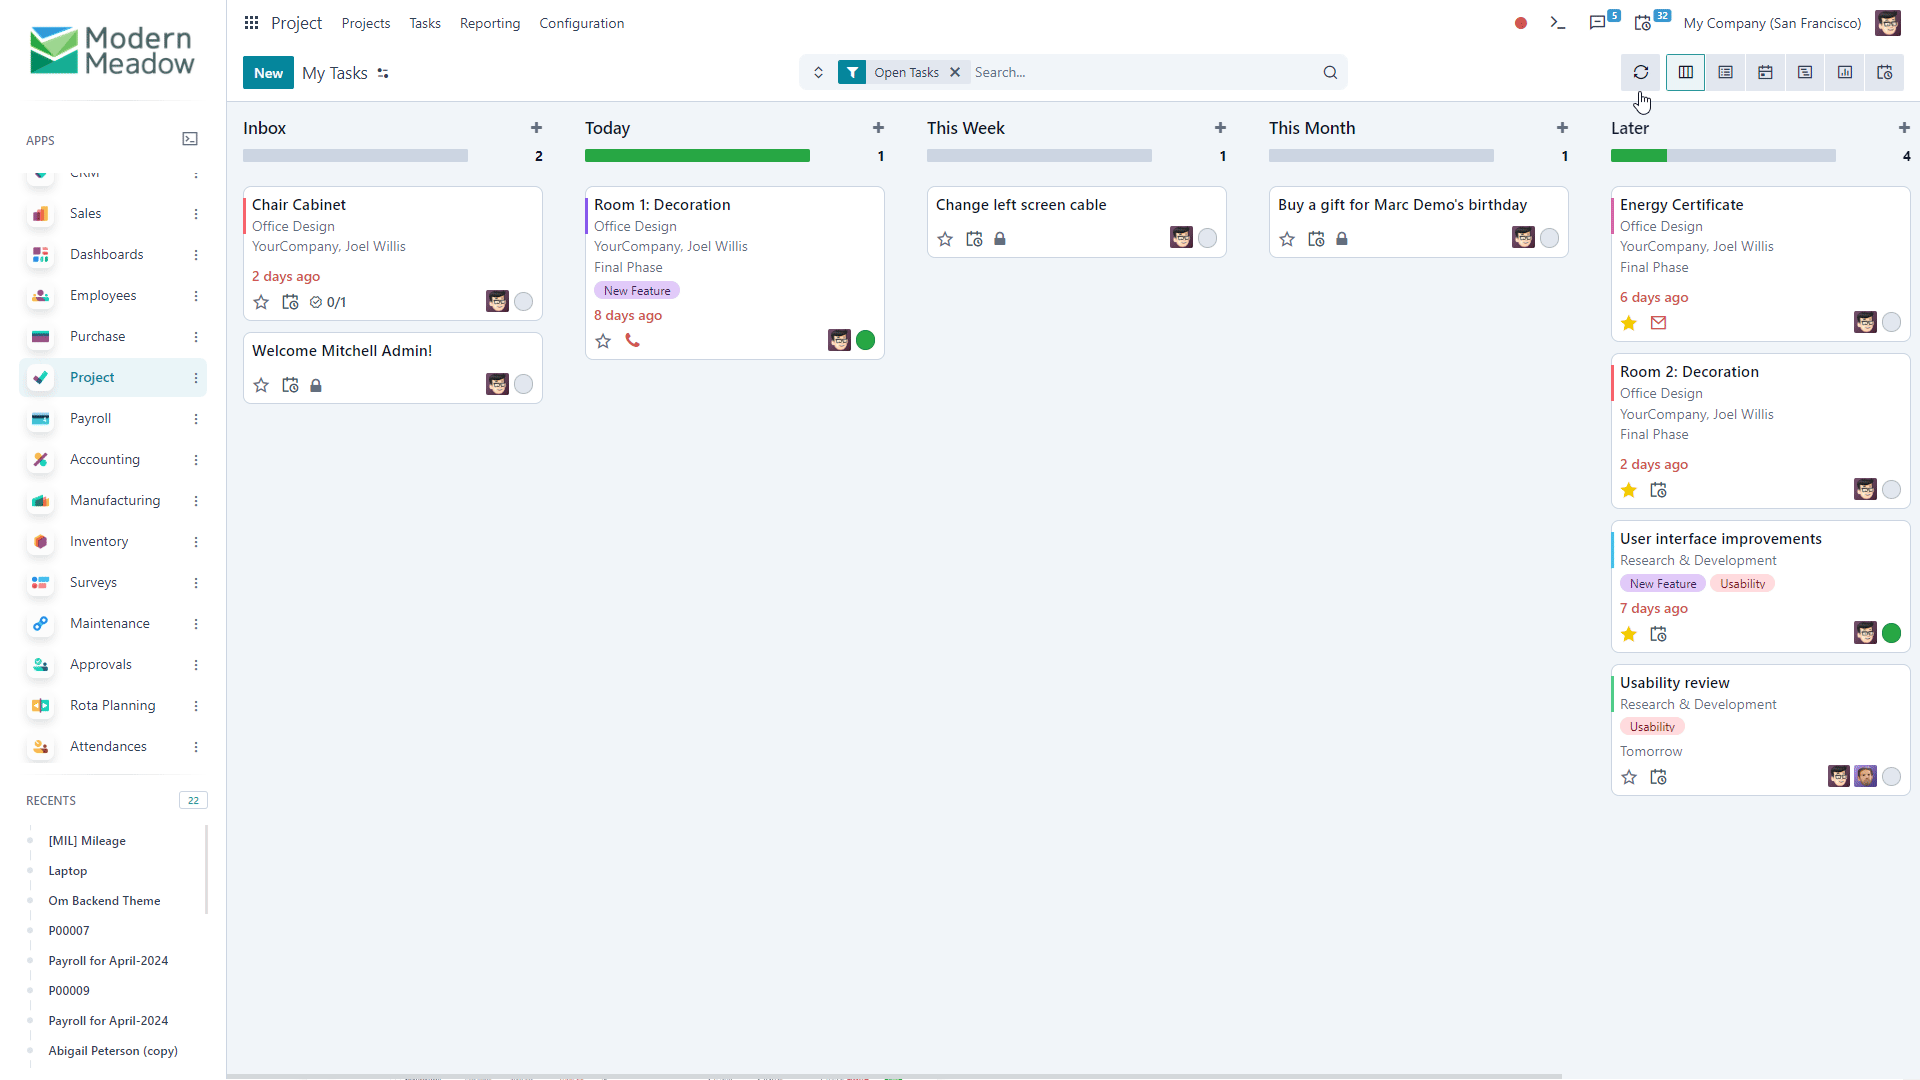 Modern
Meadow
Project
Projects
Tasks
Reporting
Configuration
5
32
My Company (San Francisco)
New
My Tasks
Open Tasks
Search...
APPS
CRM
Sales
Dashboards
Employees
Purchase
Project
Payroll
Accounting
Manufacturing
Inventory
Surveys
Maintenance
Approvals
Rota Planning
Attendances
RECENTS
22
[MIL] Mileage
Laptop
Om Backend Theme
P00007
Payroll for April-2024
P00009
Payroll for April-2024
Abigail Peterson (copy)
Inbox
2
Chair Cabinet
Office Design
YourCompany, Joel Willis
2 days ago
0/1
Welcome Mitchell Admin!
Today
1
Room 1: Decoration
Office Design
YourCompany, Joel Willis
Final Phase
New Feature
8 days ago
This Week
1
Change left screen cable
This Month
1
Buy a gift for Marc Demo's birthday
Later
4
Energy Certificate
Office Design
YourCompany, Joel Willis
Final Phase
6 days ago
Room 2: Decoration
Office Design
YourCompany, Joel Willis
Final Phase
2 days ago
User interface improvements
Research & Development
New Feature
Usability
7 days ago
Usability review
Research & Development
Usability
Tomorrow